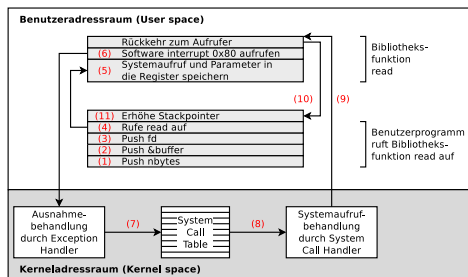 Benutzeradressraum (User space)
Rückkehr zum Aufrufer
(6) Software interrupt 0x80 aufrufen
(5) Systemaufruf und Parameter in
die Register speichern
Bibliotheks-
funktion
read
(10)
(9)
(11) Erhöhe Stackpointer
(4) Rufe read auf
(3) Push fd
(2) Push &buffer
(1) Push nbytes
Benutzerprogramm
ruft Bibliotheks-
funktion read auf
Ausnahme-
behandlung
durch Exception
Handler
(7)
System
Call
Table
(8)
Systemaufruf-
behandlung
durch System
Call Handler
Kerneladressraum (Kernel space)